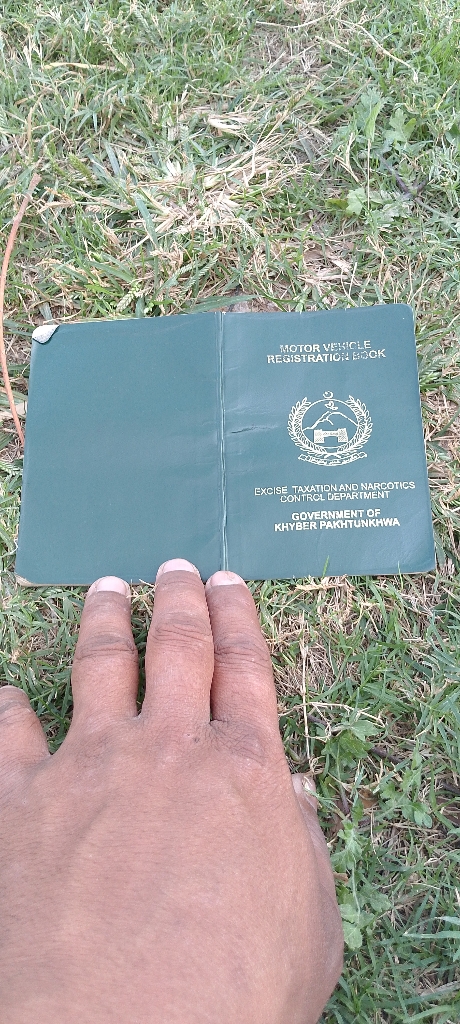 MOTOR VEHICLE
REGISTRATION BOOK
EXCISE TAXATION AND NARCOTICS
CONTROL DEPARTMENT
GOVERNMENT OF
KHYBER PAKHTUNKHWA